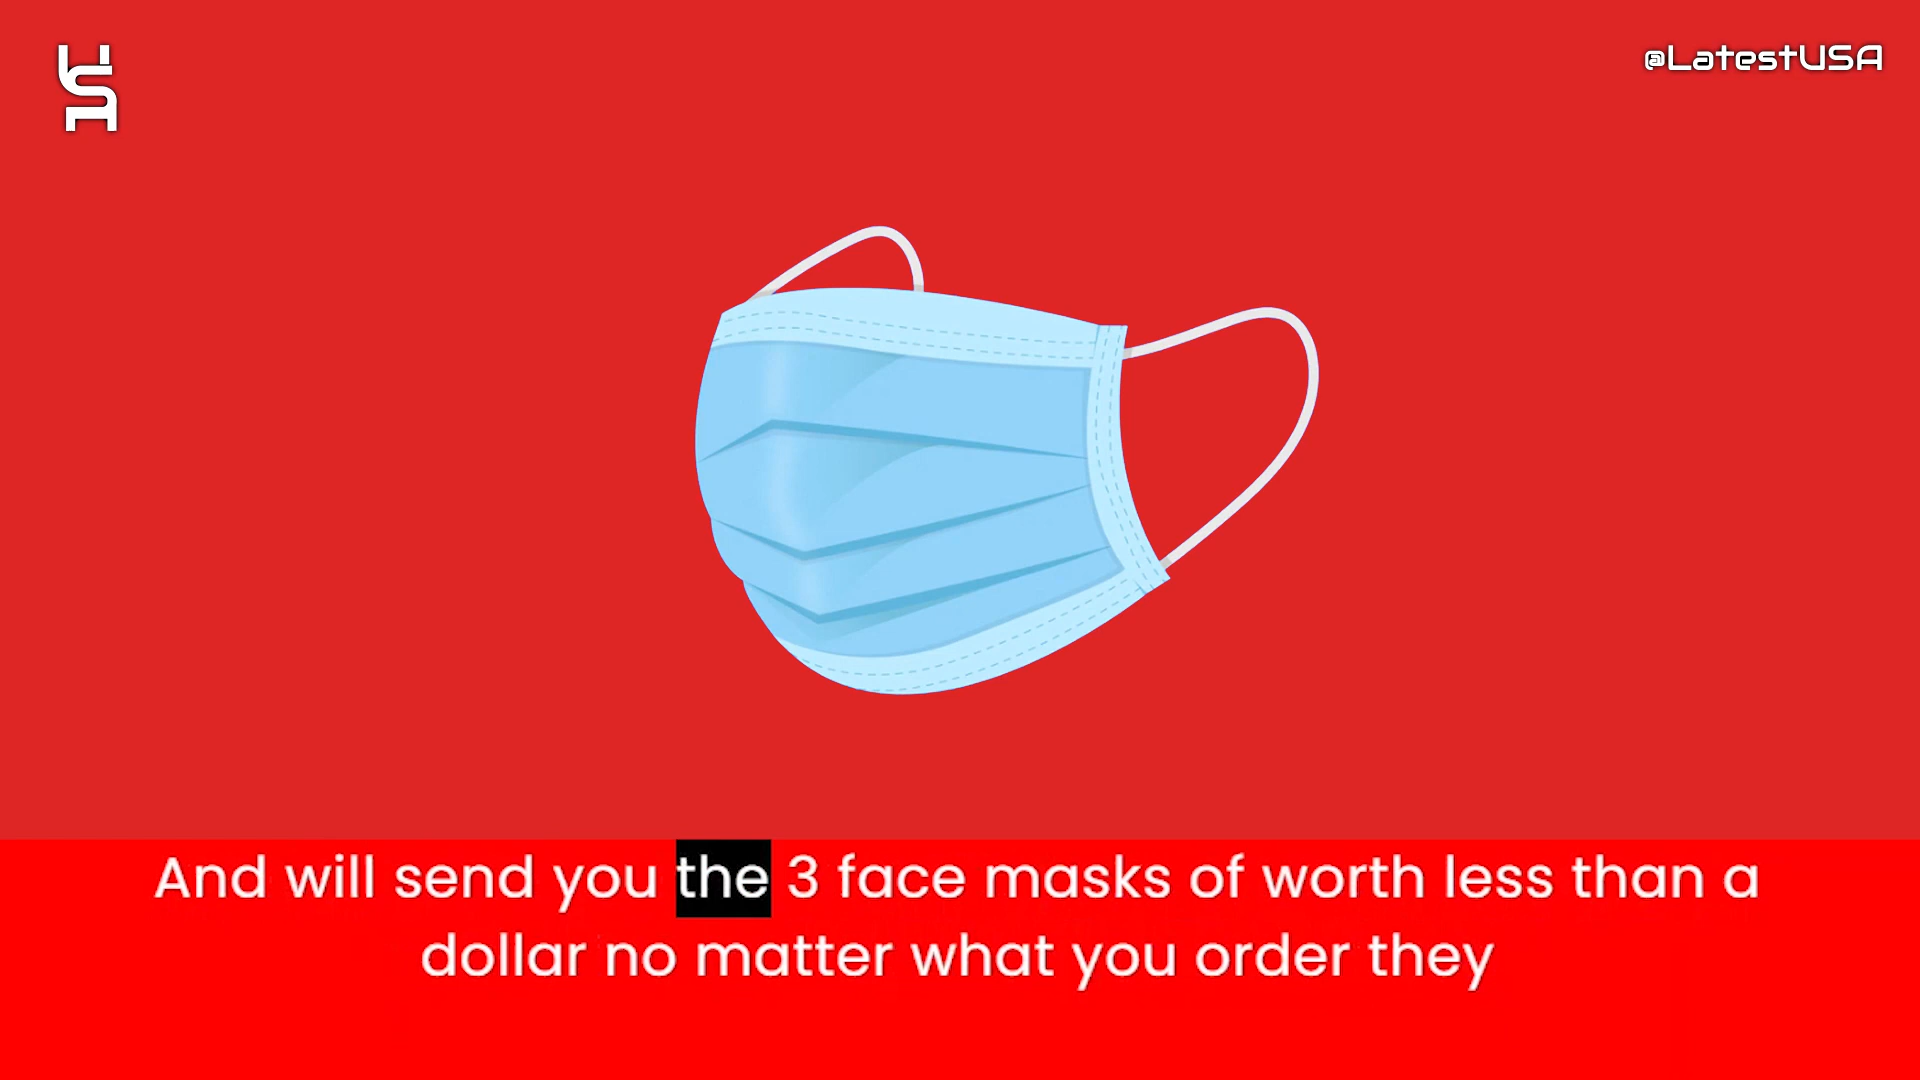 USA
@LatestUSA
And will send you the 3 face masks of worth less than a
dollar no matter what you order they